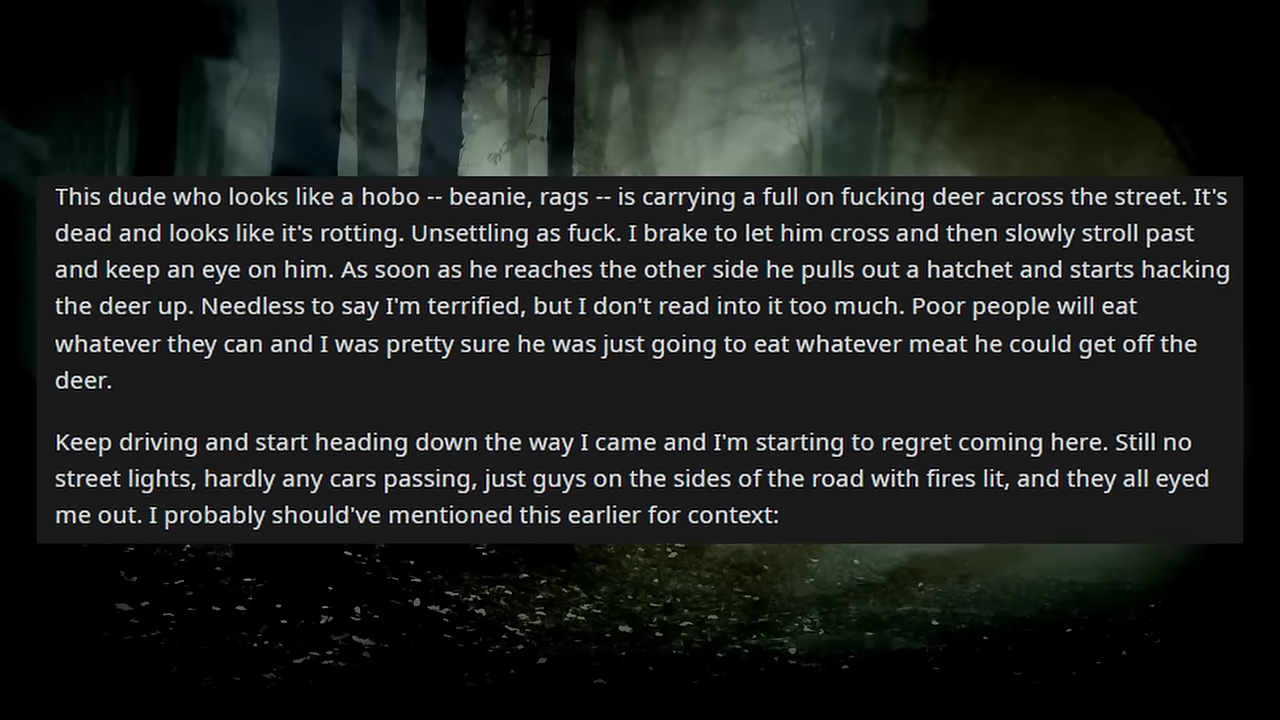 This dude who looks like a hobo -- beanie, rags -- is carrying a full on fucking deer across the street. It's
dead and looks like it's rotting. Unsettling as fuck. I brake to let him cross and then slowly stroll past
and keep an eye on him. As soon as he reaches the other side he pulls out a hatchet and starts hacking
the deer up. Needless to say I'm terrified, but I don't read into it too much. Poor people will eat
whatever they can and I was pretty sure he was just going to eat whatever meat he could get off the
deer.
Keep driving and start heading down the way I came and I'm starting to regret coming here. Still no
street lights, hardly any cars passing, just guys on the sides of the road with fires lit, and they all eyed
me out. I probably should've mentioned this earlier for context: